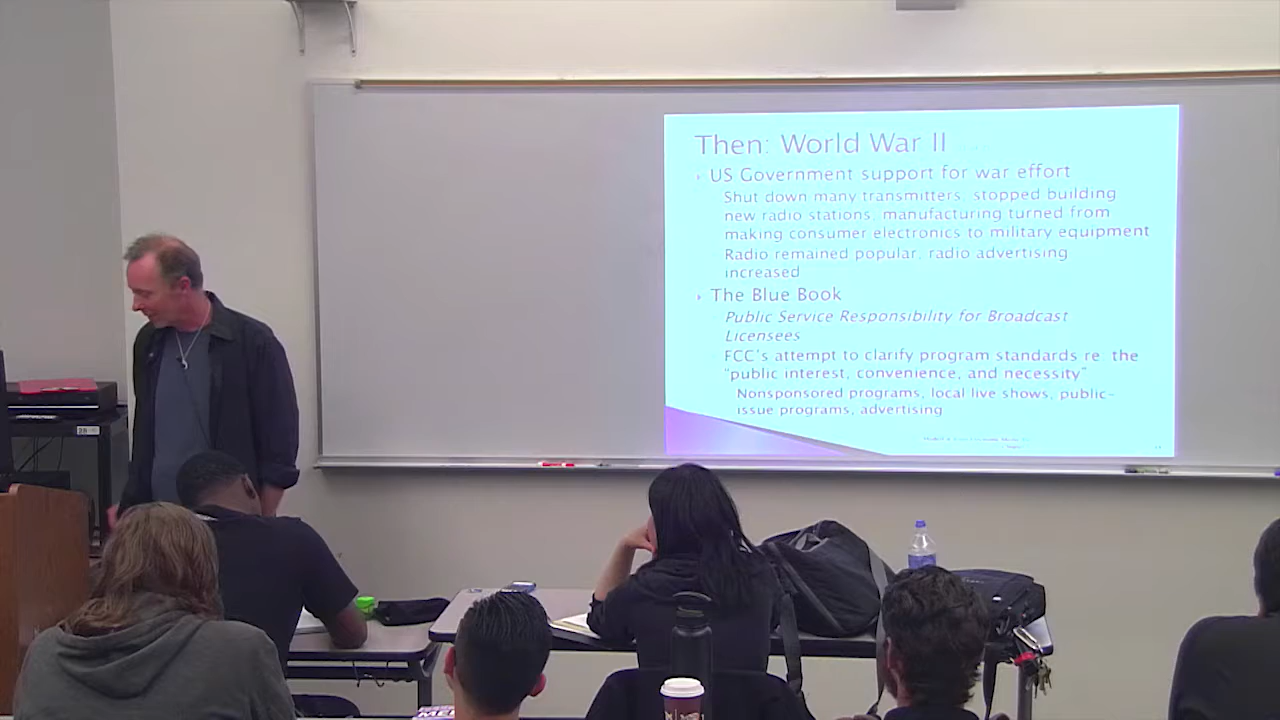 Then: World War II
US Government support for war effort
Shut down many transmitters, stopped building
new radio stations, manufacturing turned from
making consumer electronics to military equipment
Radio remained popular, radio advertising
increased
The Blue Book
Public Service Responsibility for Broadcast
Licensees
FCC's attempt to clarify program standards re: the
"public interest, convenience, and necessity"
Nonsponsored programs, local live shows, public-
issue programs, advertising